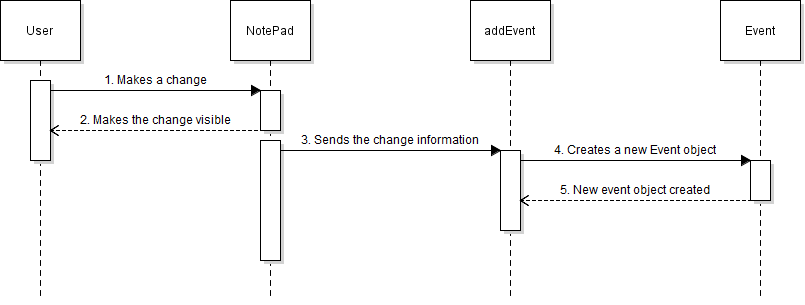 User
NotePad
addEvent
Event
1. Makes a change
2. Makes the change visible
3. Sends the change information
4. Creates a new Event object
5. New event object created